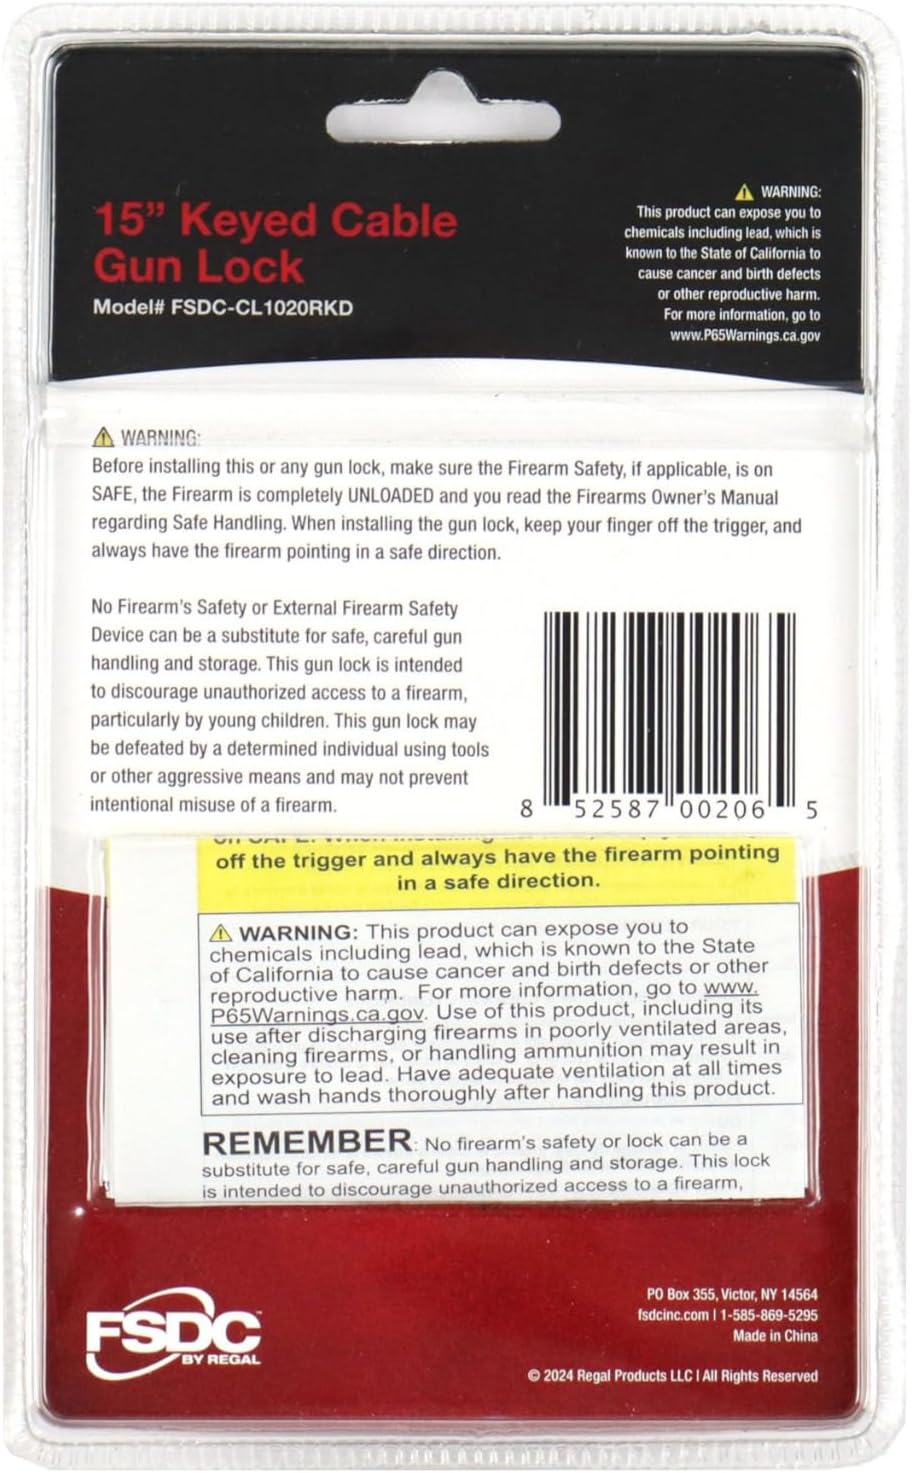 15” Keyed Cable
Gun Lock
Model# FSDC-CL1020RKD
⚠ WARNING:
This product can expose you to
chemicals including lead, which is
known to the State of California to
cause cancer and birth defects
or other reproductive harm.
For more information, go to
www.P65Warnings.ca.gov
⚠ WARNING:
Before installing this or any gun lock, make sure the Firearm Safety, if applicable, is on
SAFE, the Firearm is completely UNLOADED and you read the Firearms Owner’s Manual
regarding Safe Handling. When installing the gun lock, keep your finger off the trigger, and
always have the firearm pointing in a safe direction.
No Firearm’s Safety or External Firearm Safety
Device can be a substitute for safe, careful gun
handling and storage. This gun lock is intended
to discourage unauthorized access to a firearm,
particularly by young children. This gun lock may
be defeated by a determined individual using tools
or other aggressive means and may not prevent
intentional misuse of a firearm.
8 52587 00206 5
off the trigger and always have the firearm pointing
in a safe direction.
⚠ WARNING: This product can expose you to
chemicals including lead, which is known to the State
of California to cause cancer and birth defects or other
reproductive harm. For more information, go to www.
P65Warnings.ca.gov. Use of this product, including its
use after discharging firearms in poorly ventilated areas,
cleaning firearms, or handling ammunition may result in
exposure to lead. Have adequate ventilation at all times
and wash hands thoroughly after handling this product.
REMEMBER: No firearm’s safety or lock can be a
substitute for safe, careful gun handling and storage. This lock
is intended to discourage unauthorized access to a firearm,
FSDC™
BY REGAL
PO Box 355, Victor, NY 14564
fsdcinc.com | 1-585-869-5295
Made in China
© 2024 Regal Products LLC | All Rights Reserved